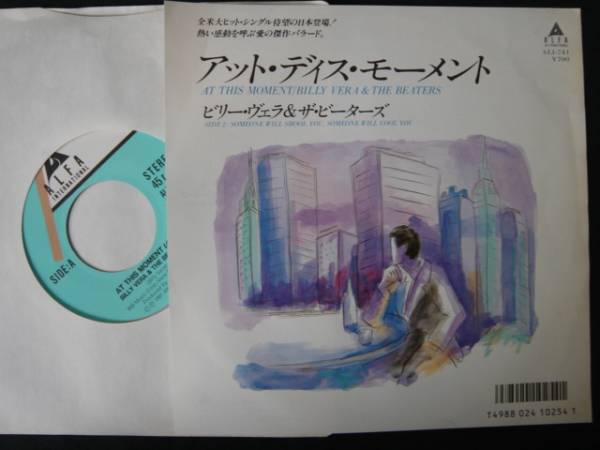 全米大ヒット・シングル待望の日本登場！
熱い感動を呼ぶ愛の傑作バラード。
アット・ディス・モーメント
AT THIS MOMENT/BILLY VERA & THE BEATERS
ビリー・ヴェラ&ザ・ビーターズ
SIDE 2: SOMEONE WILL SHOOL YOU, SOMEONE WILL COOL YOU
ALFA
INTERNATIONAL
¥700
T4988 024 10254 1
ALFA
INTERNATIONAL
STERE
45
SIDE:A
AT THIS MOMENT
BILLY VERA & THE BE